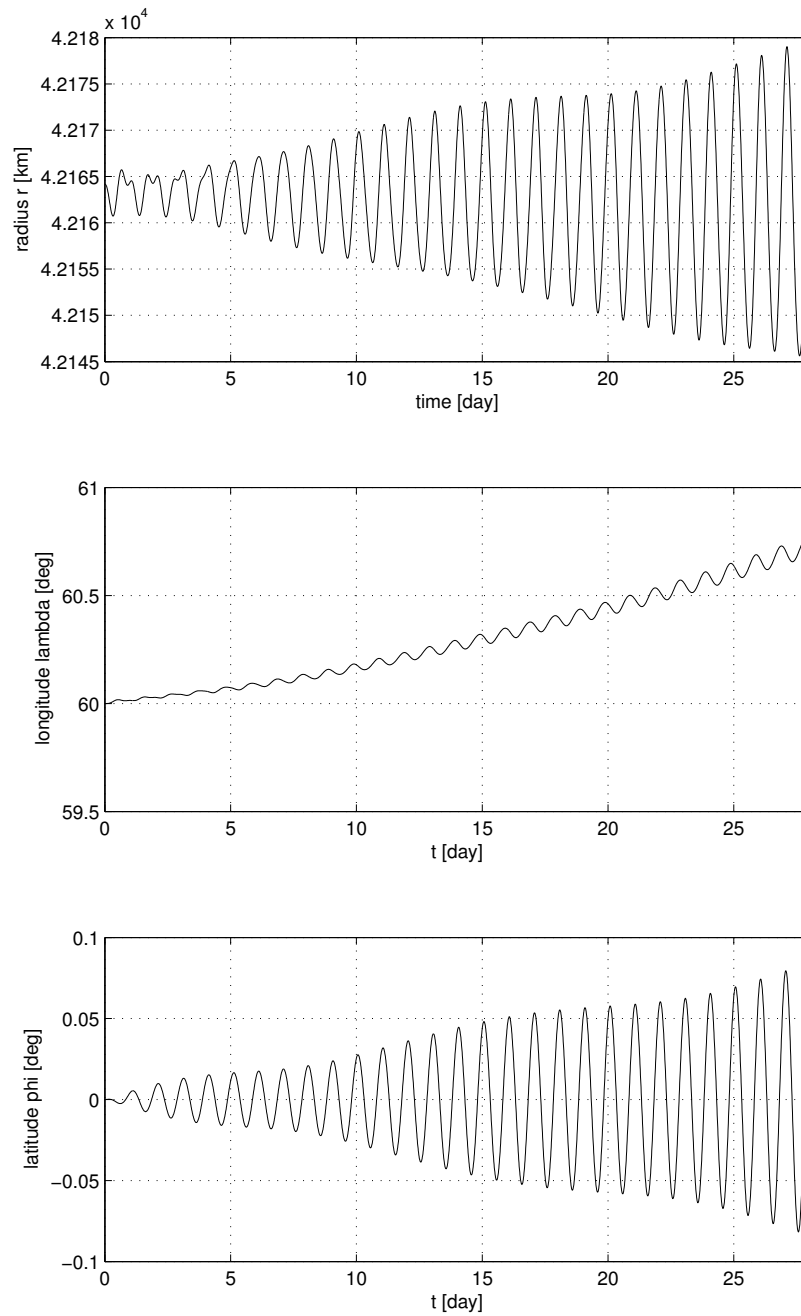 x 10^4
4.218
4.2175
4.217
4.2165
4.216
4.2155
4.215
4.2145
radius r [km]
0 5 10 15 20 25
time [day]
61
60.5
60
59.5
longitude lambda [deg]
0 5 10 15 20 25
t [day]
0.1
0.05
0
−0.05
−0.1
latitude phi [deg]
0 5 10 15 20 25
t [day]